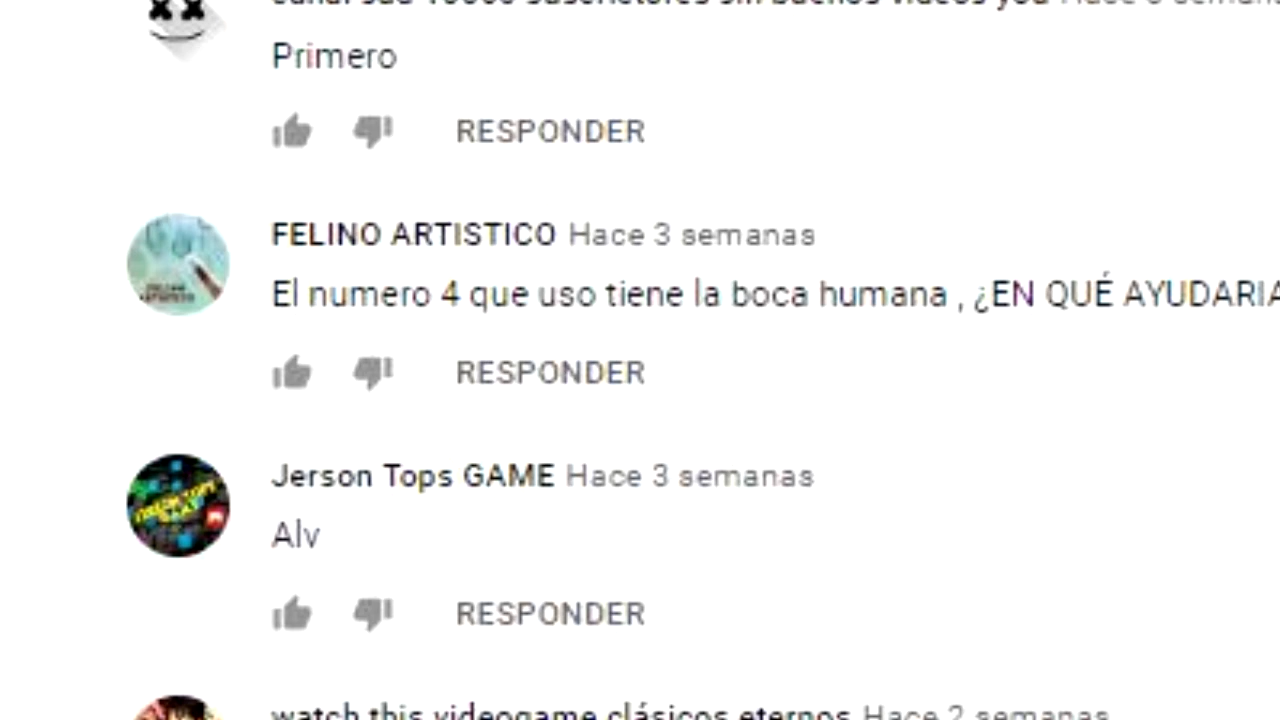 Primero
RESPONDER
FELINO ARTISTICO Hace 3 semanas
El numero 4 que uso tiene la boca humana , ¿EN QUÉ AYUDARIA
RESPONDER
Jerson Tops GAME Hace 3 semanas
Alv
RESPONDER
watch this videogame clásicos eternos Hace 2 semanas